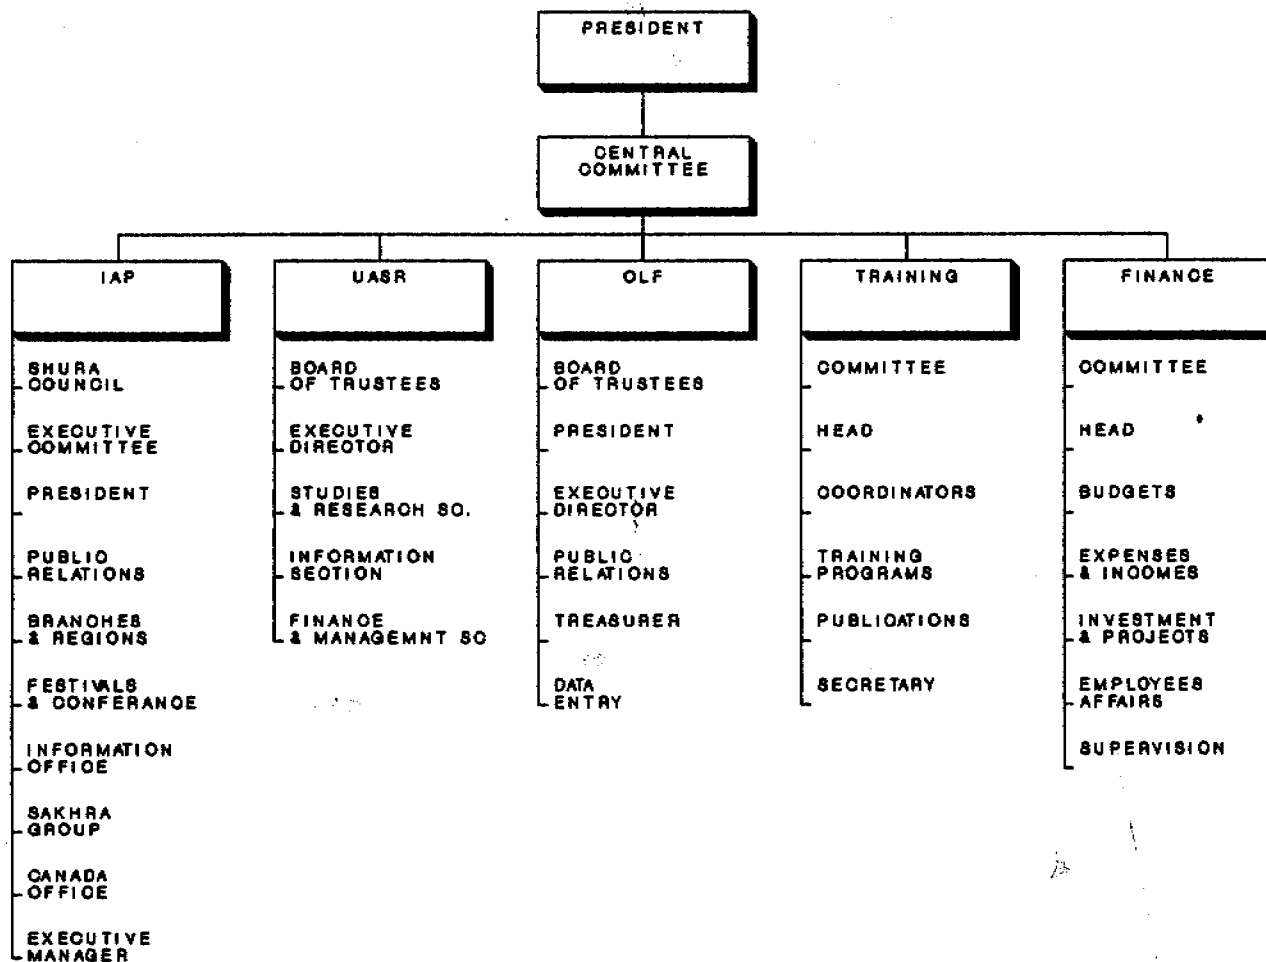 PRESIDENT
CENTRAL
COMMITTEE
IAP
SHURA
COUNCIL
EXECUTIVE
COMMITTEE
PRESIDENT
PUBLIC
RELATIONS
BRANCHES
& REGIONS
FESTIVALS
& CONFERANCE
INFORMATION
OFFICE
SAKHRA
GROUP
CANADA
OFFICE
EXECUTIVE
MANAGER
UASR
BOARD
OF TRUSTEES
EXECUTIVE
DIRECTOR
STUDIES
& RESEARCH SC.
INFORMATION
SECTION
FINANCE
& MANAGEMNT SC
OLF
BOARD
OF TRUSTEES
PRESIDENT
EXECUTIVE
DIRECTOR
PUBLIC
RELATIONS
TREASURER
DATA
ENTRY
TRAINING
COMMITTEE
HEAD
COORDINATORS
TRAINING
PROGRAMS
PUBLICATIONS
SECRETARY
FINANCE
COMMITTEE
HEAD
BUDGETS
EXPENSES
& INCOMES
INVESTMENT
& PROJECTS
EMPLOYEES
AFFAIRS
SUPERVISION